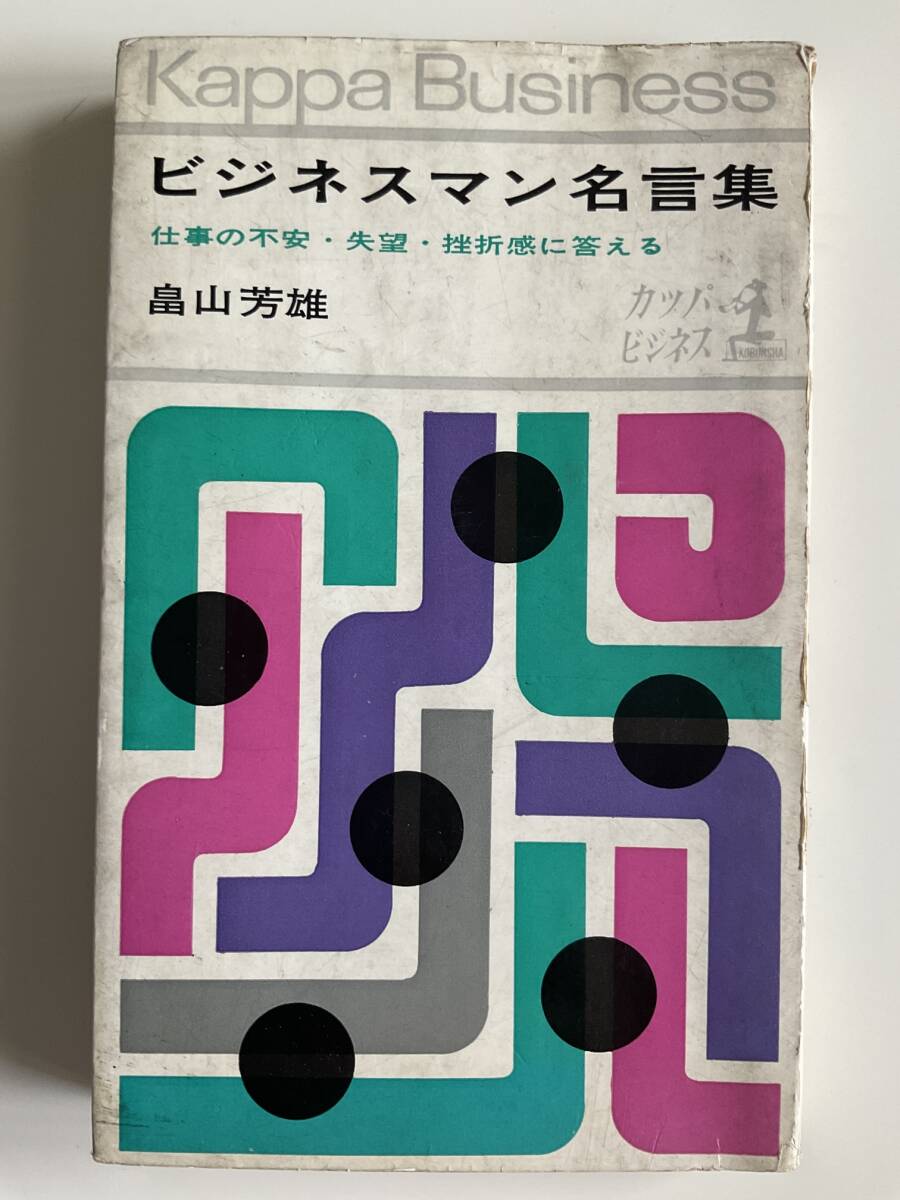 Kappa Business
ビジネスマン名言集
仕事の不安・失望・挫折感に答える
畠山芳雄
カッパ
ビジネス
KOBUNSHA